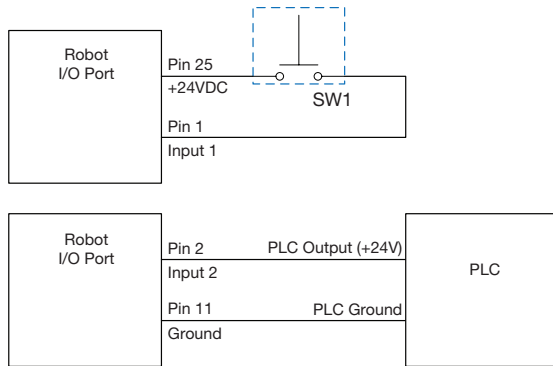 Robot
I/O Port
Pin 25
+24VDC
SW1
Pin 1
Input 1
Robot
I/O Port
Pin 2
PLC Output (+24V)
Input 2
PLC
Pin 11
PLC Ground
Ground